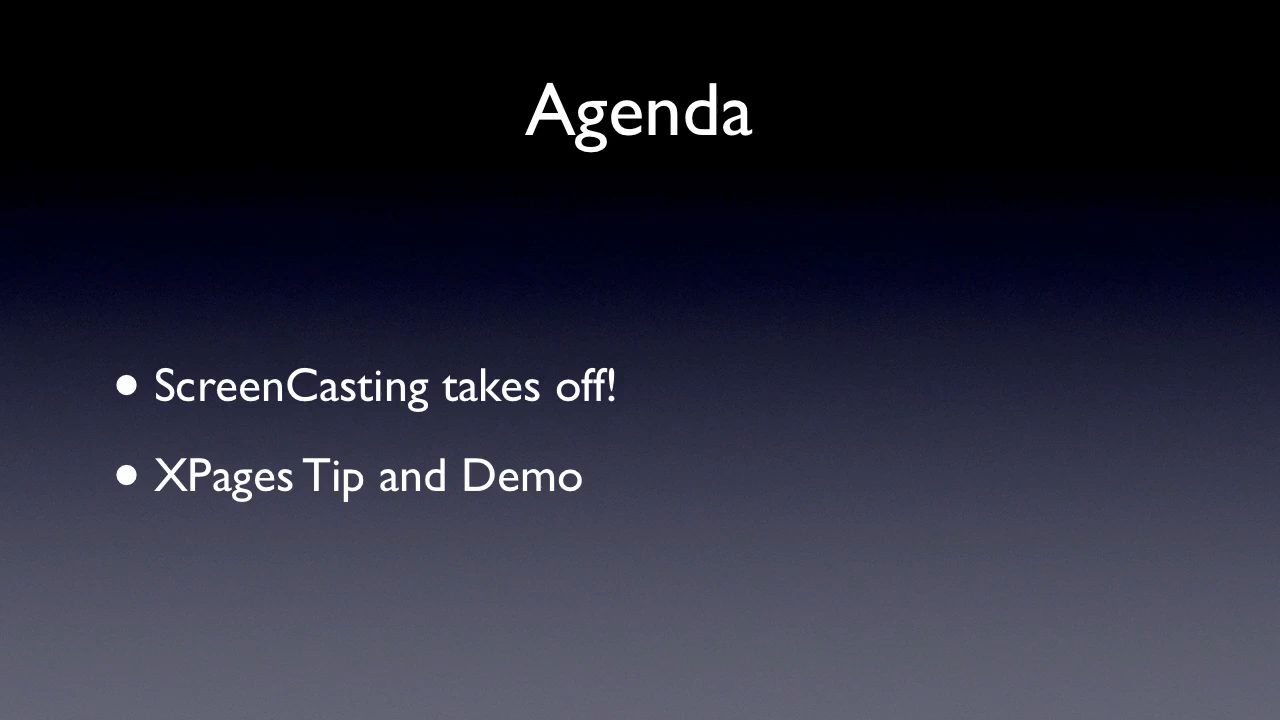 Agenda
• ScreenCasting takes off!
• XPages Tip and Demo